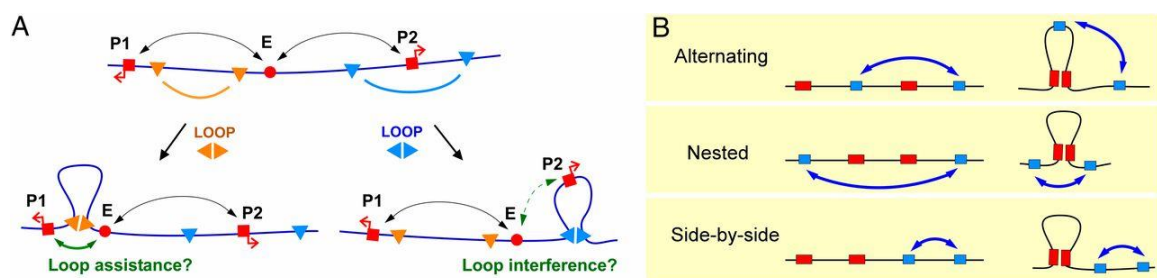 A
P1
E
P2
LOOP
P1
E
P2
Loop assistance?
LOOP
P2
P1
E
Loop interference?
B
Alternating
Nested
Side-by-side